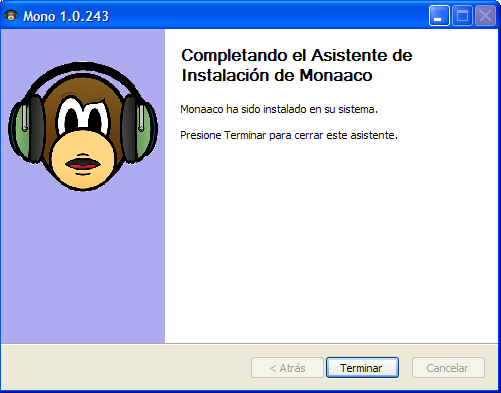 Mono 1.0.243
Completando el Asistente de
Instalación de Monaaco
Monaaco ha sido instalado en su sistema.
Presione Terminar para cerrar este asistente.
< Atrás
Terminar
Cancelar